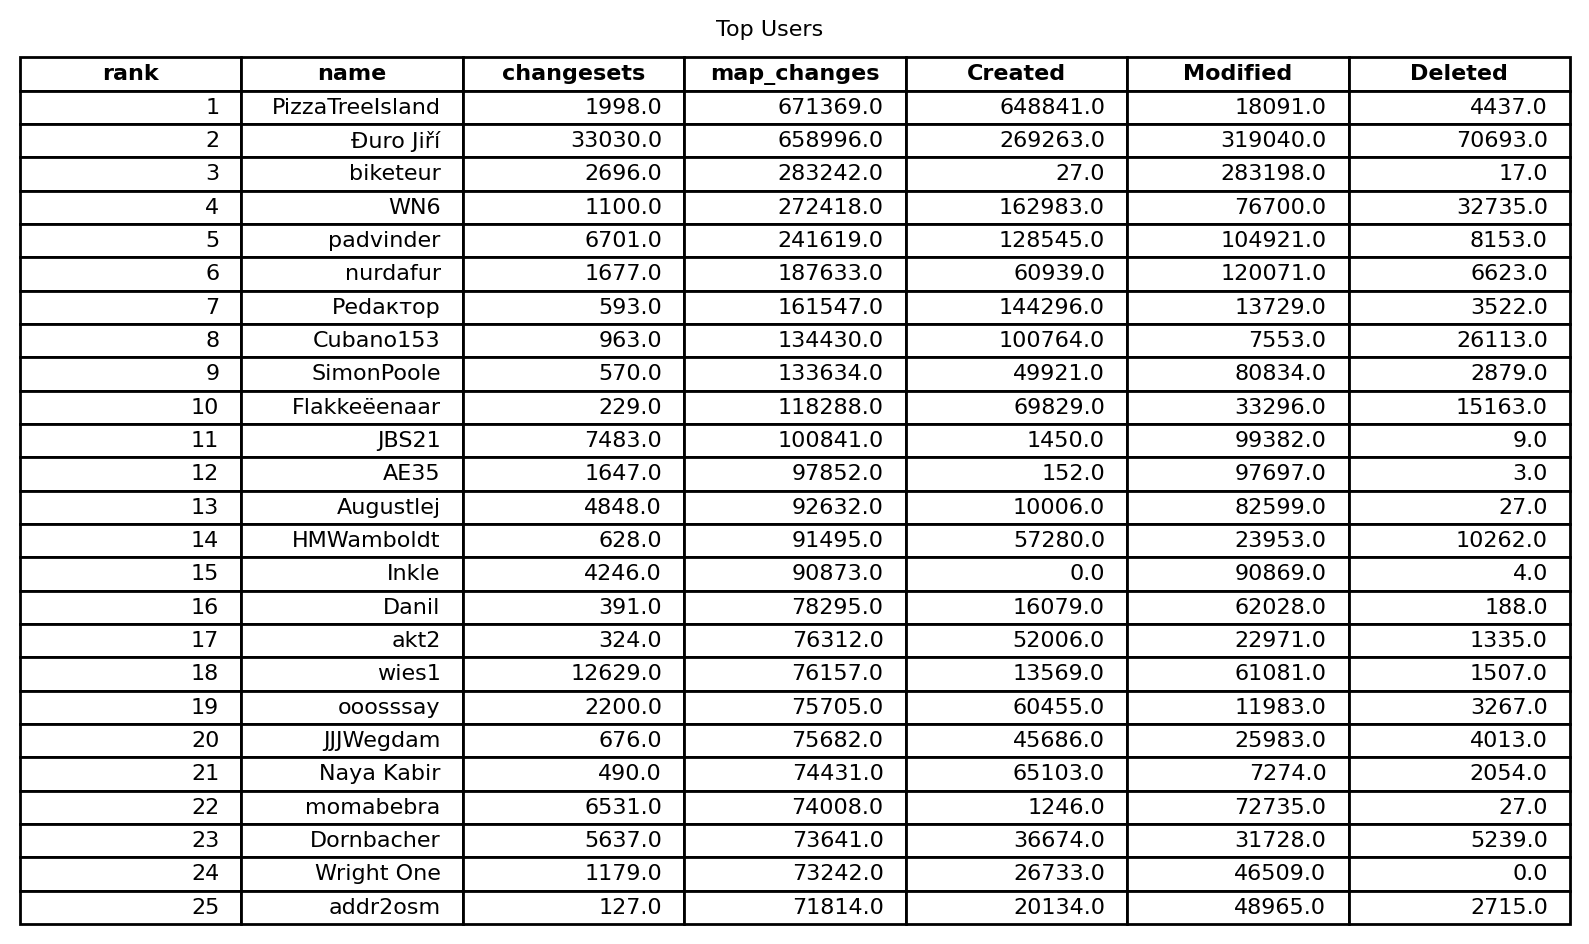 Top Users
rank name changesets map_changes Created Modified Deleted
1 PizzaTreeIsland 1998.0 671369.0 648841.0 18091.0 4437.0
2 Đuro Jiří 33030.0 658996.0 269263.0 319040.0 70693.0
3 biketeur 2696.0 283242.0 27.0 283198.0 17.0
4 WN6 1100.0 272418.0 162983.0 76700.0 32735.0
5 padvinder 6701.0 241619.0 128545.0 104921.0 8153.0
6 nurdafur 1677.0 187633.0 60939.0 120071.0 6623.0
7 Редактор 593.0 161547.0 144296.0 13729.0 3522.0
8 Cubano153 963.0 134430.0 100764.0 7553.0 26113.0
9 SimonPoole 570.0 133634.0 49921.0 80834.0 2879.0
10 Flakkeëenaar 229.0 118288.0 69829.0 33296.0 15163.0
11 JBS21 7483.0 100841.0 1450.0 99382.0 9.0
12 AE35 1647.0 97852.0 152.0 97697.0 3.0
13 Augustlej 4848.0 92632.0 10006.0 82599.0 27.0
14 HMWamboldt 628.0 91495.0 57280.0 23953.0 10262.0
15 Inkle 4246.0 90873.0 0.0 90869.0 4.0
16 Danil 391.0 78295.0 16079.0 62028.0 188.0
17 akt2 324.0 76312.0 52006.0 22971.0 1335.0
18 wies1 12629.0 76157.0 13569.0 61081.0 1507.0
19 ooosssay 2200.0 75705.0 60455.0 11983.0 3267.0
20 JJJWegdam 676.0 75682.0 45686.0 25983.0 4013.0
21 Naya Kabir 490.0 74431.0 65103.0 7274.0 2054.0
22 momabebra 6531.0 74008.0 1246.0 72735.0 27.0
23 Dornbacher 5637.0 73641.0 36674.0 31728.0 5239.0
24 Wright One 1179.0 73242.0 26733.0 46509.0 0.0
25 addr2osm 127.0 71814.0 20134.0 48965.0 2715.0